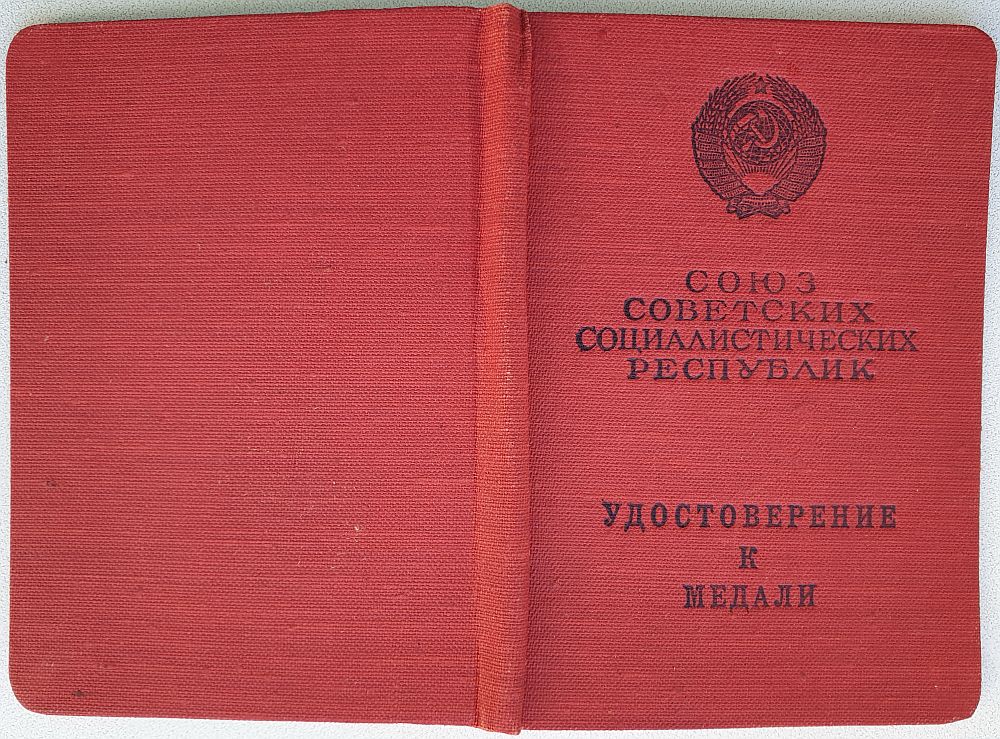 СОЮЗ
СОВЕТСКИХ
СОЦИАЛИСТИЧЕСКИХ
РЕСПУБЛИК
УДОСТОВЕРЕНИЕ
К
МЕДАЛИ